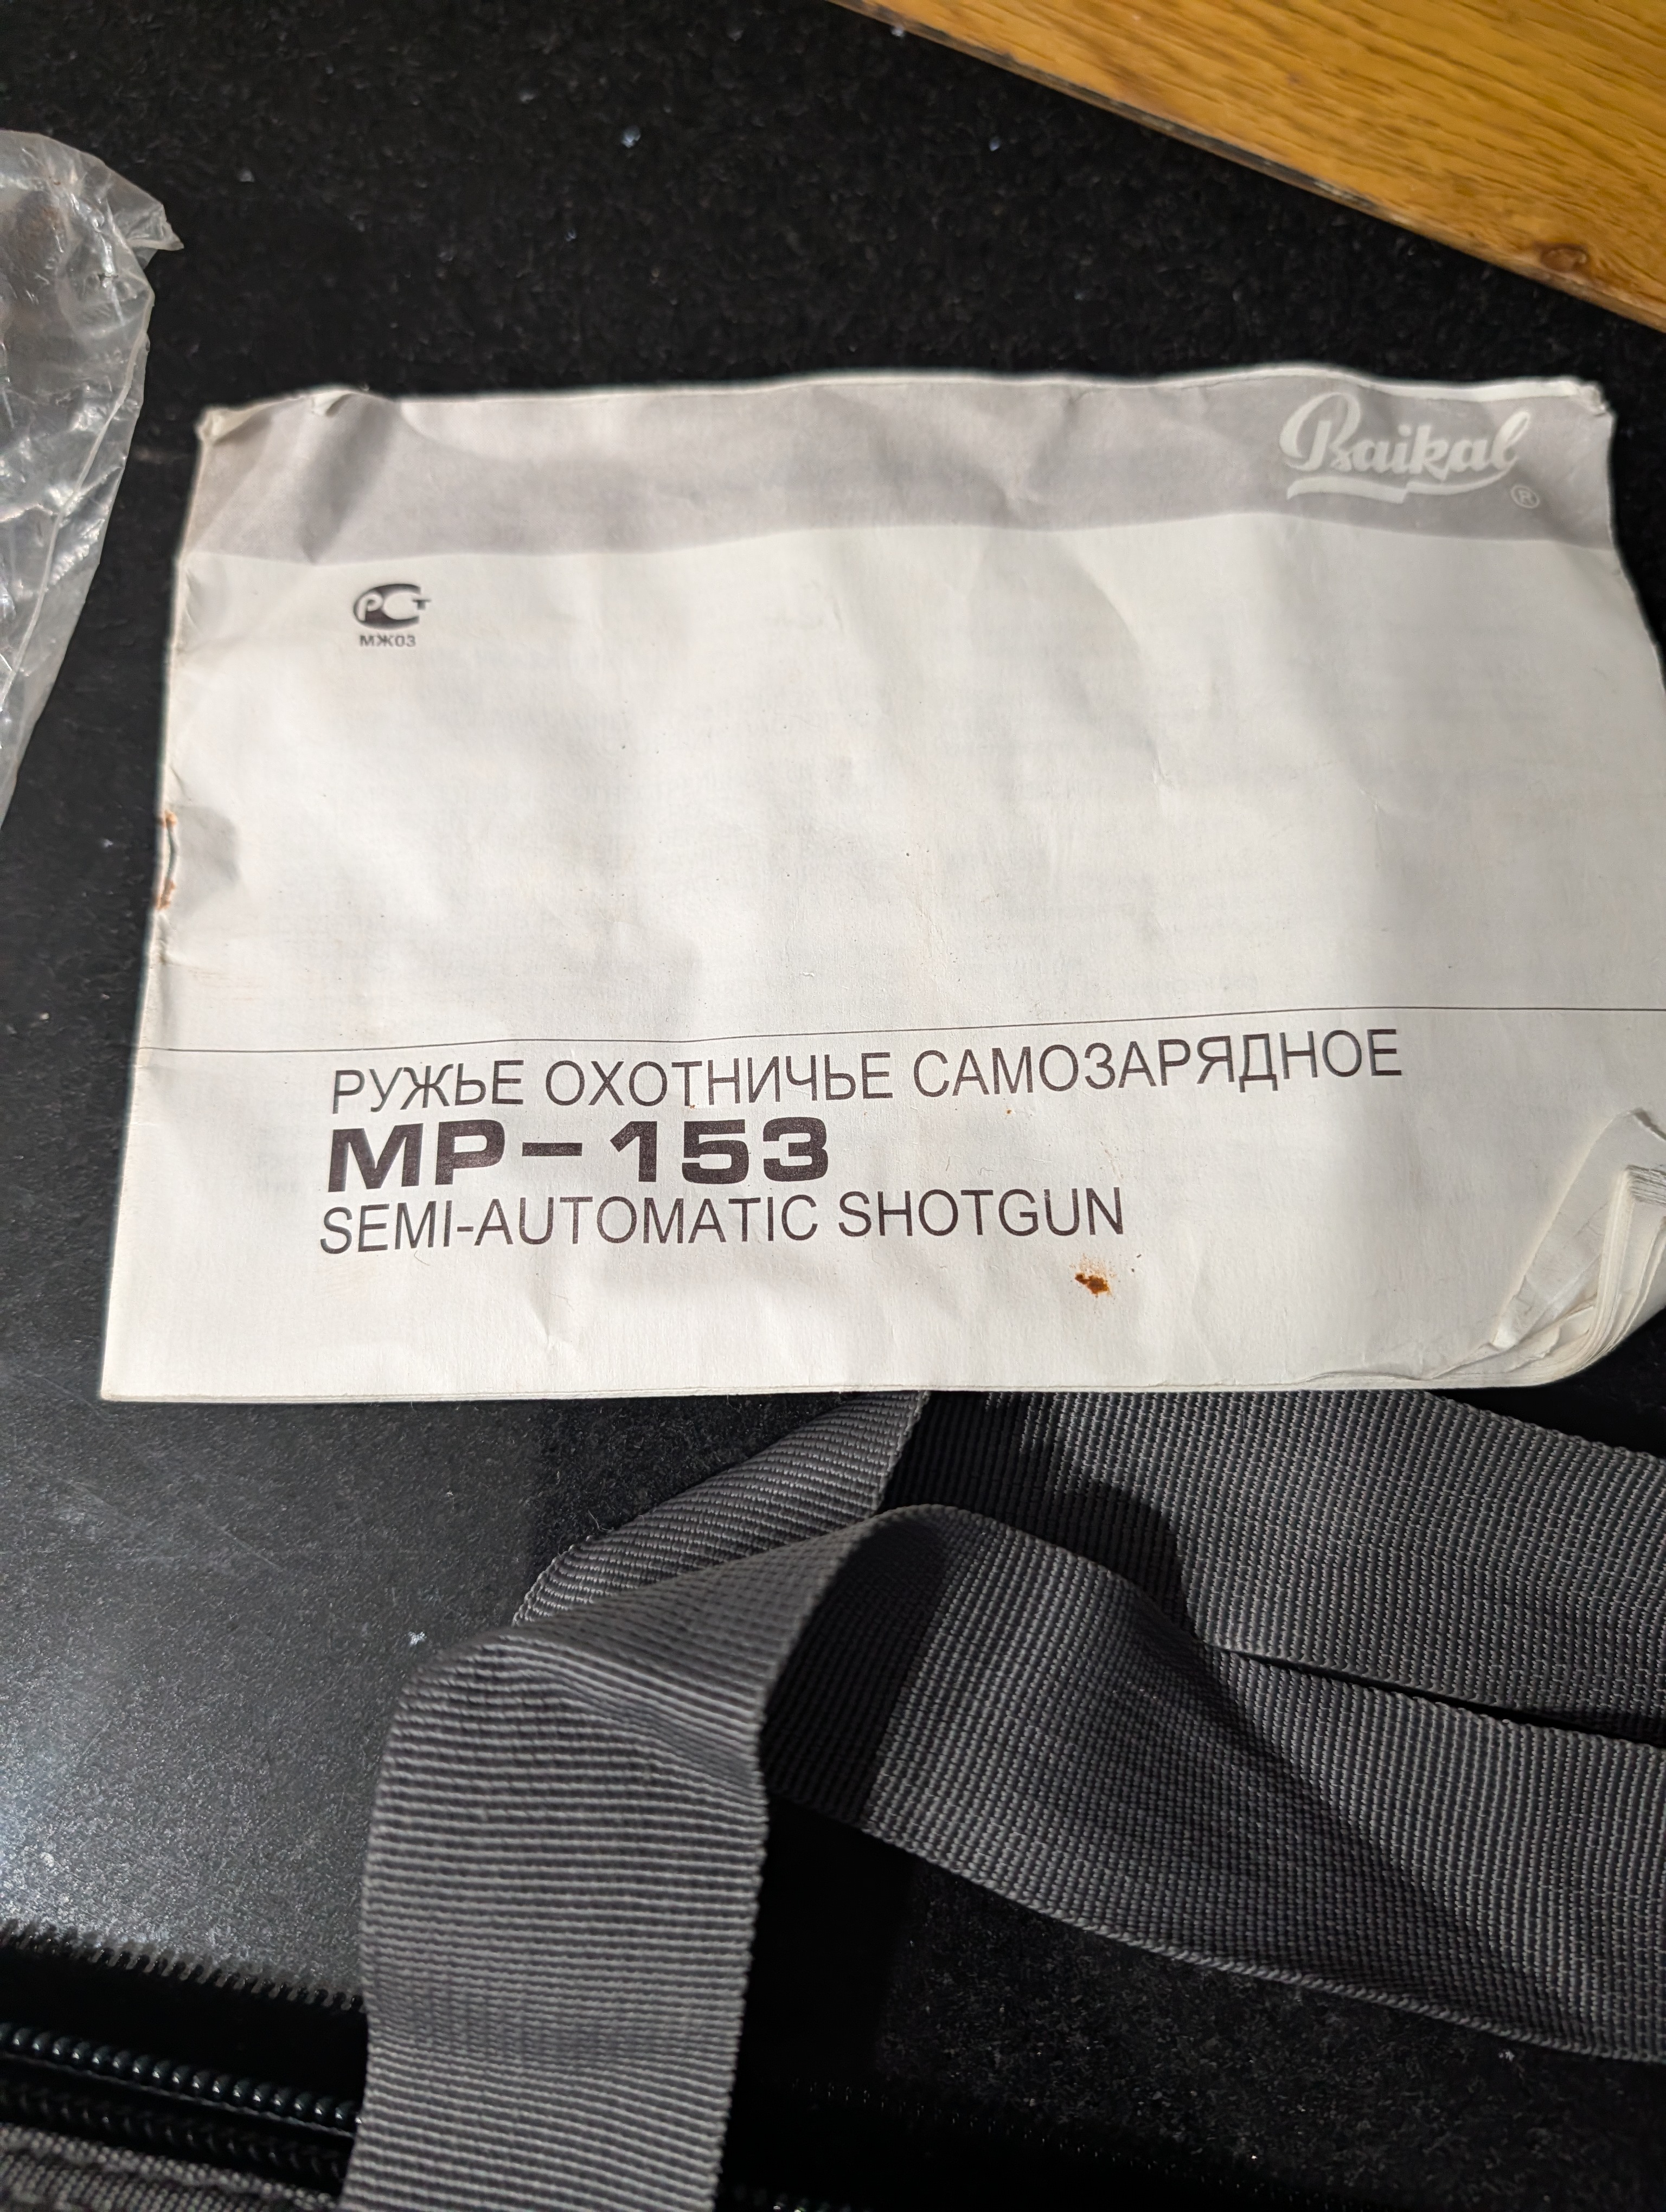 Baikal
®
РСТ
МЖ03
РУЖЬЕ ОХОТНИЧЬЕ САМОЗАРЯДНОЕ
МР-153
SEMI-AUTOMATIC SHOTGUN